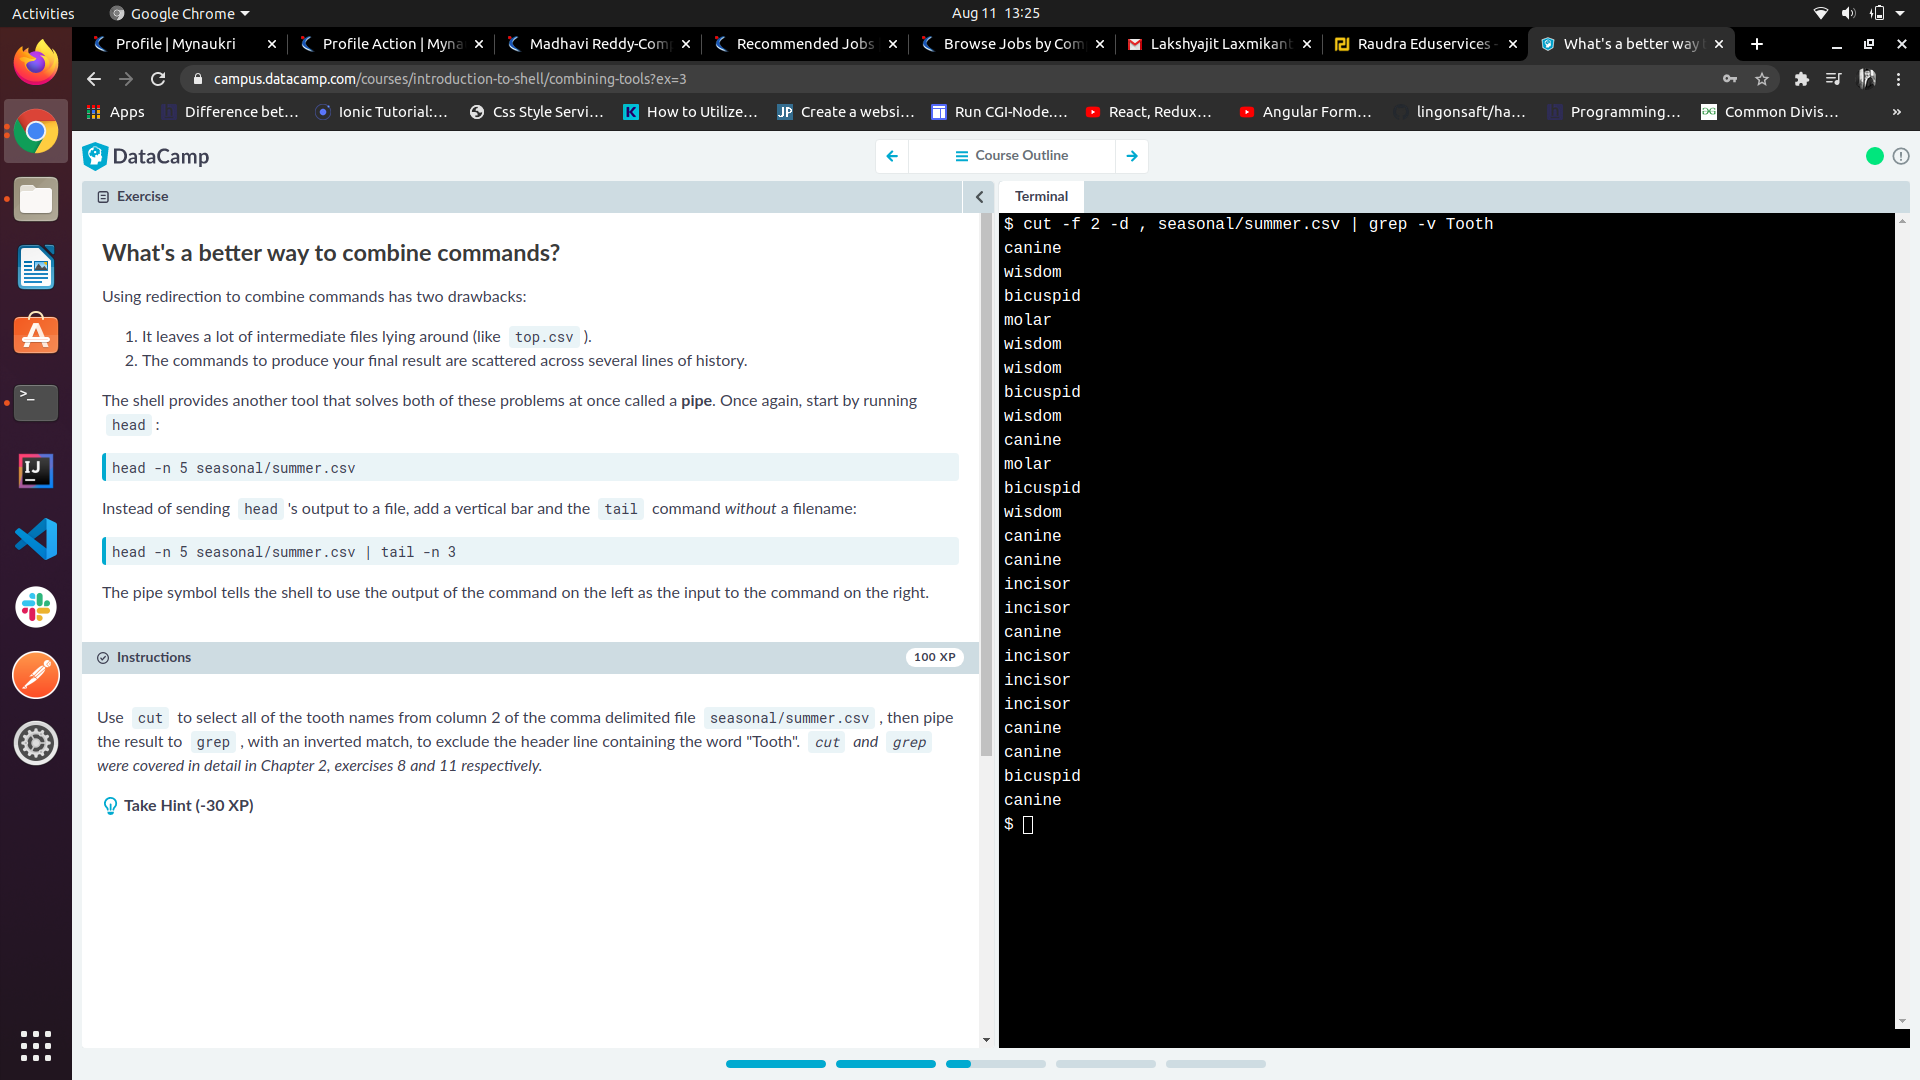 Activities
Google Chrome
Aug 11 13:25
Profile | Mynaukri
Profile Action | Myna
Madhavi Reddy-Com
Recommended Jobs
Browse Jobs by Com
Lakshyajit Laxmikant
Raudra Eduservices -
What's a better way t
campus.datacamp.com/courses/introduction-to-shell/combining-tools?ex=3
Apps
Difference bet...
Ionic Tutorial:...
Css Style Servi...
How to Utilize...
JP
Create a websi...
Run CGI-Node....
React, Redux...
Angular Form...
lingonsaft/ha...
Programming...
Common Divis...
»
DataCamp
Course Outline
Exercise
What's a better way to combine commands?
Using redirection to combine commands has two drawbacks:
1. It leaves a lot of intermediate files lying around (like top.csv ).
2. The commands to produce your final result are scattered across several lines of history.
The shell provides another tool that solves both of these problems at once called a pipe. Once again, start by running
head :
head -n 5 seasonal/summer.csv
Instead of sending head 's output to a file, add a vertical bar and the tail command without a filename:
head -n 5 seasonal/summer.csv | tail -n 3
The pipe symbol tells the shell to use the output of the command on the left as the input to the command on the right.
Instructions
100 XP
Use cut to select all of the tooth names from column 2 of the comma delimited file seasonal/summer.csv , then pipe
the result to grep , with an inverted match, to exclude the header line containing the word "Tooth". cut and grep
were covered in detail in Chapter 2, exercises 8 and 11 respectively.
Take Hint (-30 XP)
Terminal
$ cut -f 2 -d , seasonal/summer.csv | grep -v Tooth
canine
wisdom
bicuspid
molar
wisdom
wisdom
bicuspid
wisdom
canine
molar
bicuspid
wisdom
canine
canine
incisor
incisor
canine
incisor
incisor
incisor
canine
canine
bicuspid
canine
$
IJ
>_